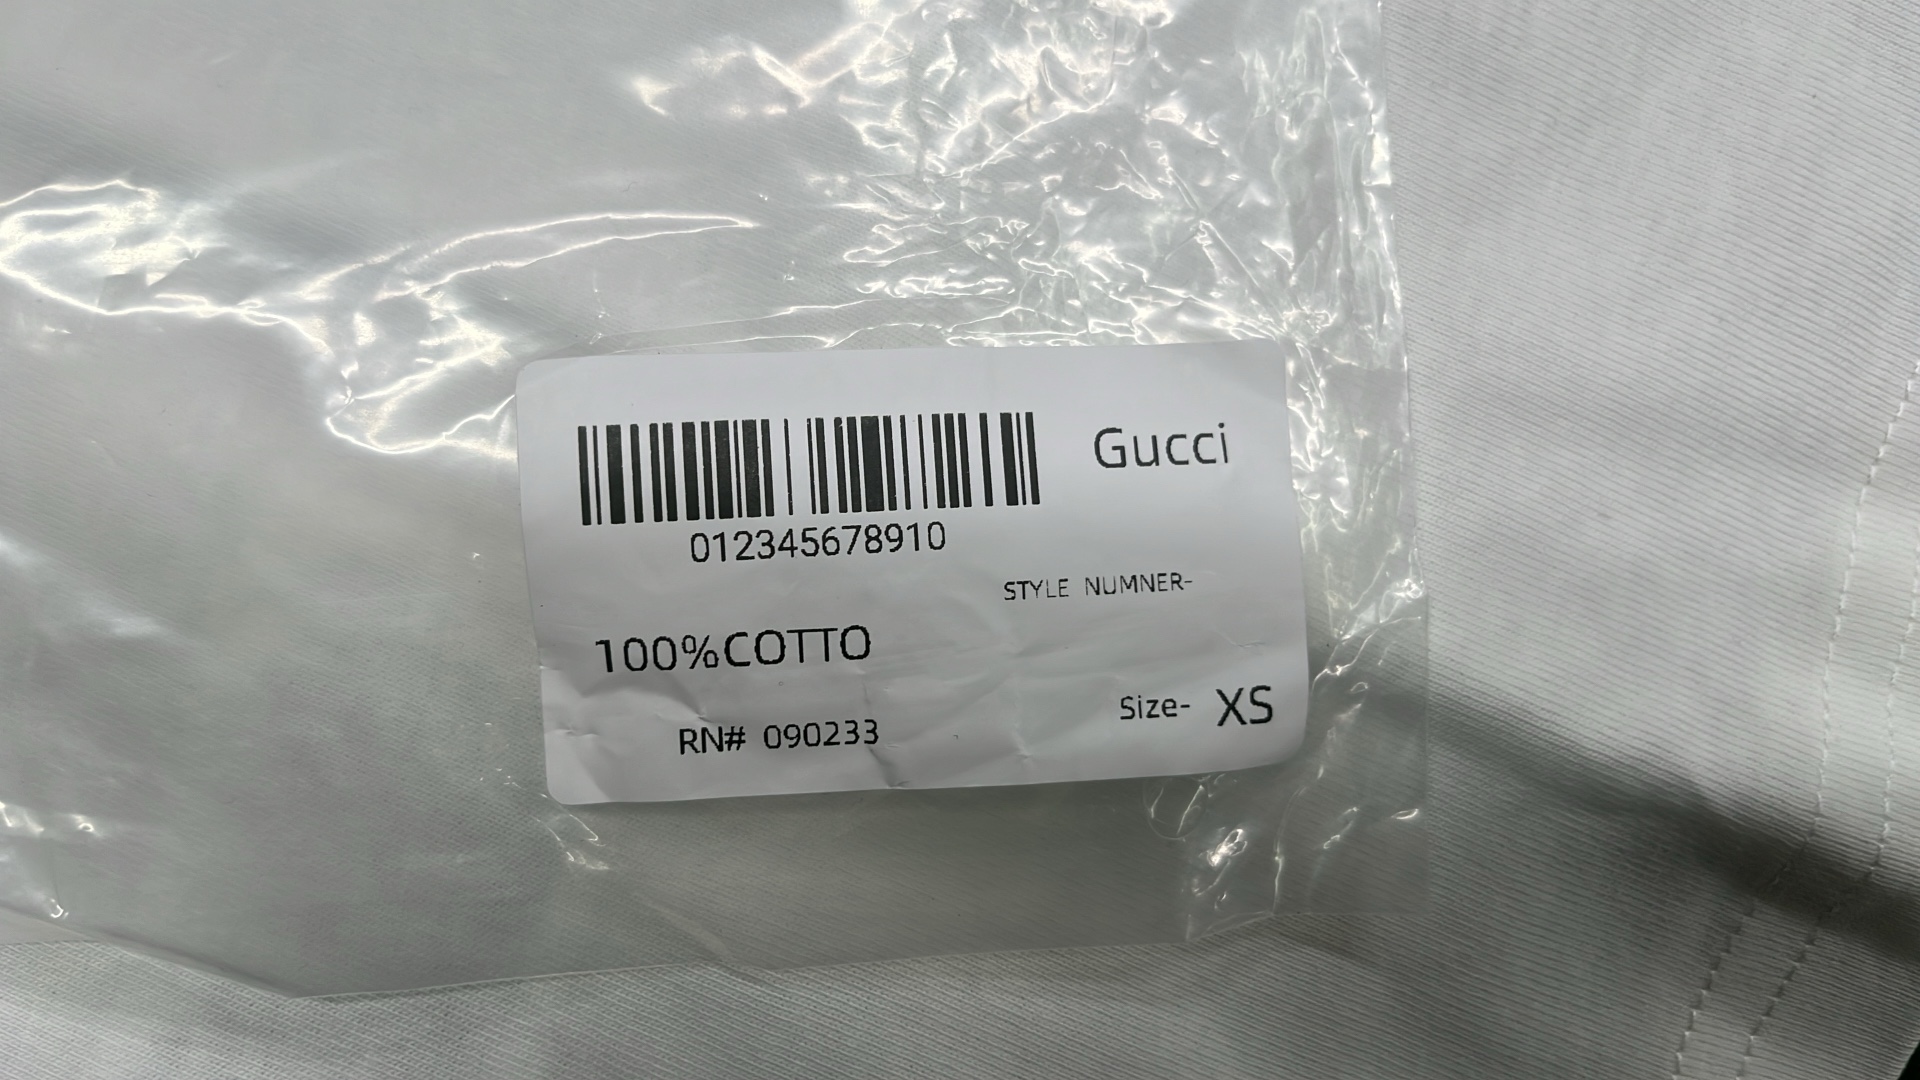 Gucci
012345678910
STYLE NUMNER-
100%COTTO
Size- XS
RN# 090233